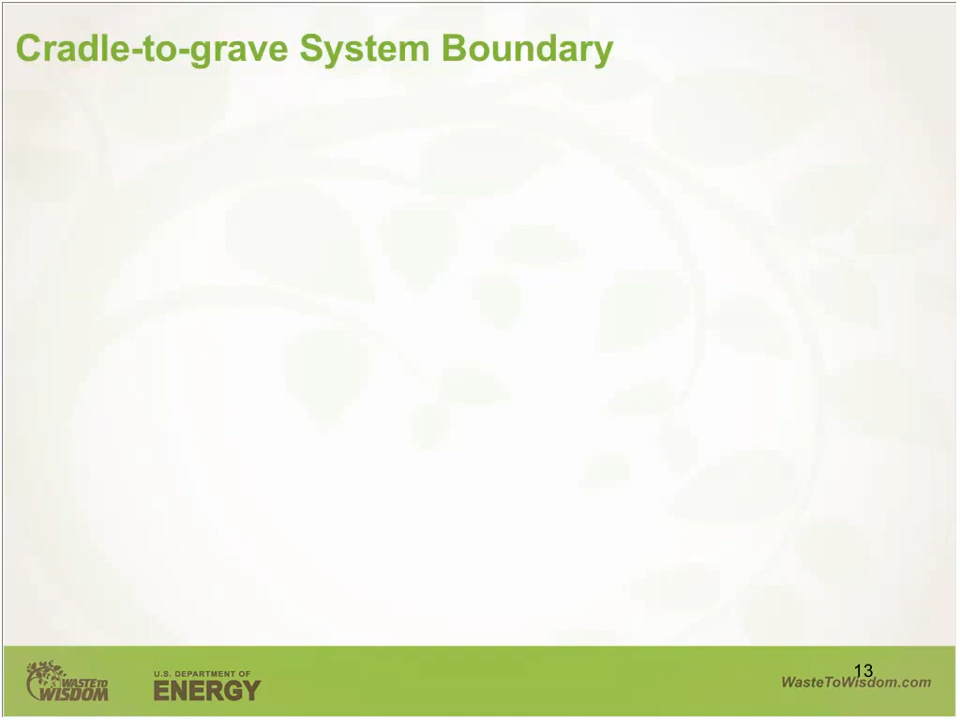 Cradle-to-grave System Boundary
WASTE TO
WISDOM
U.S. DEPARTMENT OF
ENERGY
13
WasteToWisdom.com